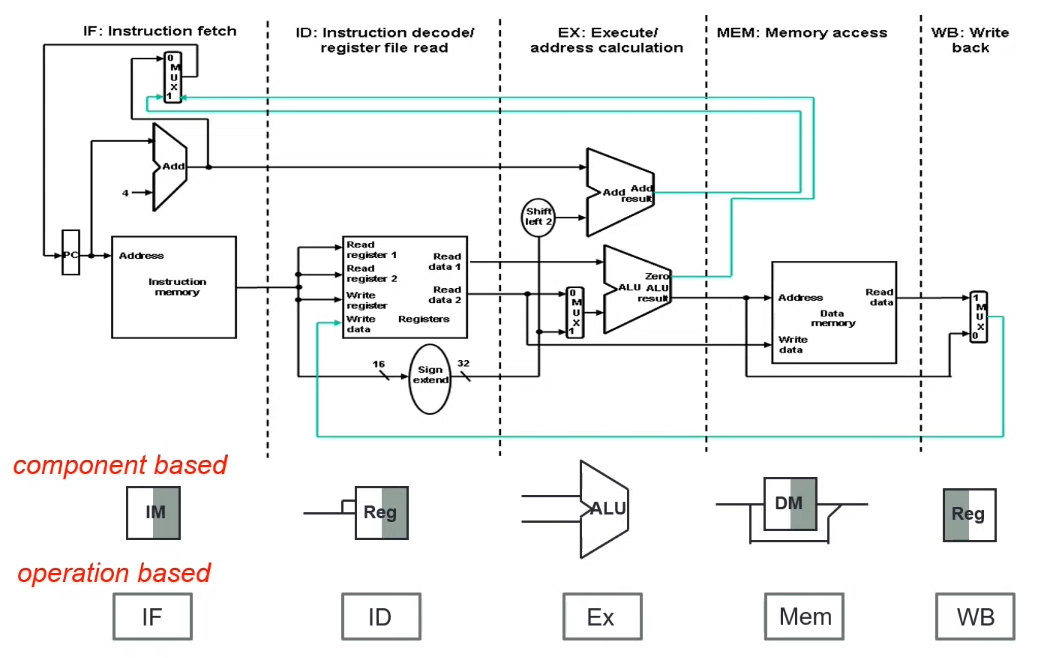 IF: Instruction fetch
ID: Instruction decode/
register file read
EX: Execute/
address calculation
MEM: Memory access
WB: Write
back
0
M
U
X
1
Add
4
PC
Address
Instruction
memory
Read
register 1
Read
register 2
Write
register
Write
data
Read
data 1
Read
data 2
Registers
16
Sign
extend
32
Shift
left 2
Add
Add
result
0
M
U
X
1
Zero
ALU
ALU
result
Address
Read
data
Data
memory
Write
data
1
M
U
X
0
component based
IM
Reg
ALU
DM
Reg
operation based
IF
ID
Ex
Mem
WB